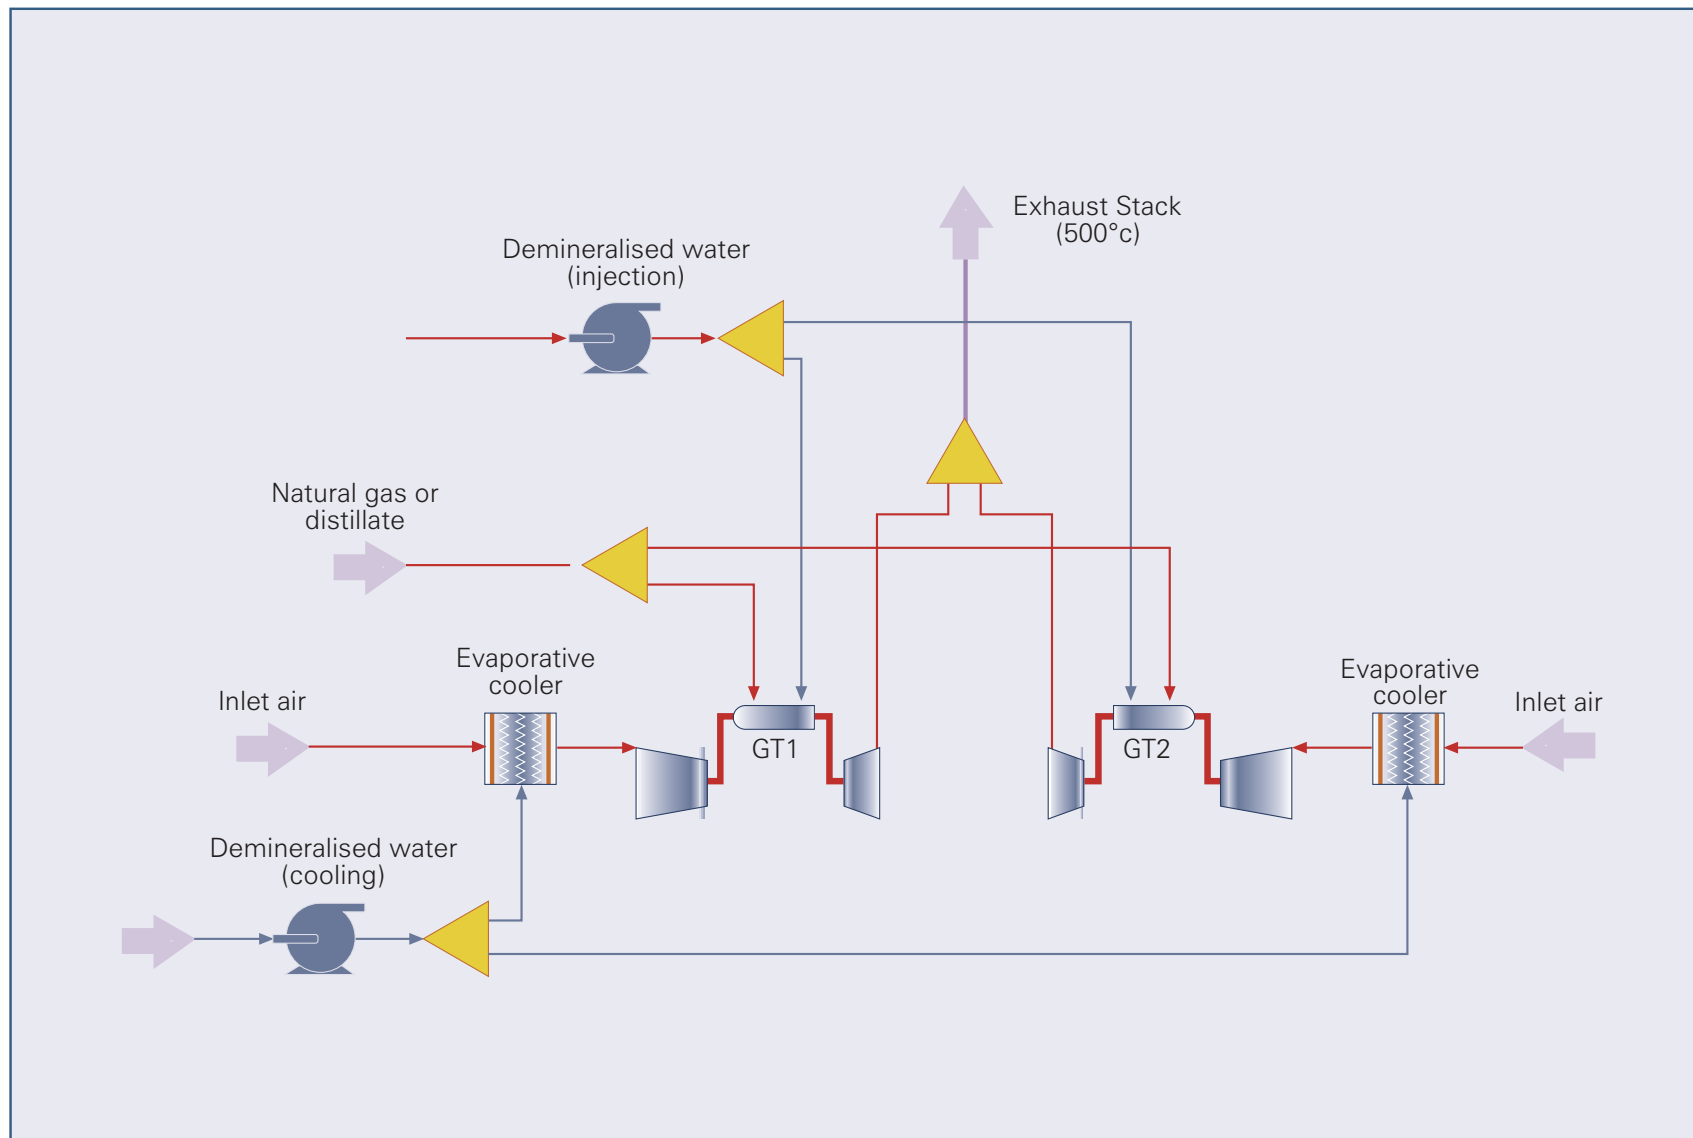 Exhaust Stack
(500°c)
Demineralised water
(injection)
Natural gas or
distillate
Evaporative
cooler
Evaporative
cooler
Inlet air
Inlet air
GT1
GT2
Demineralised water
(cooling)